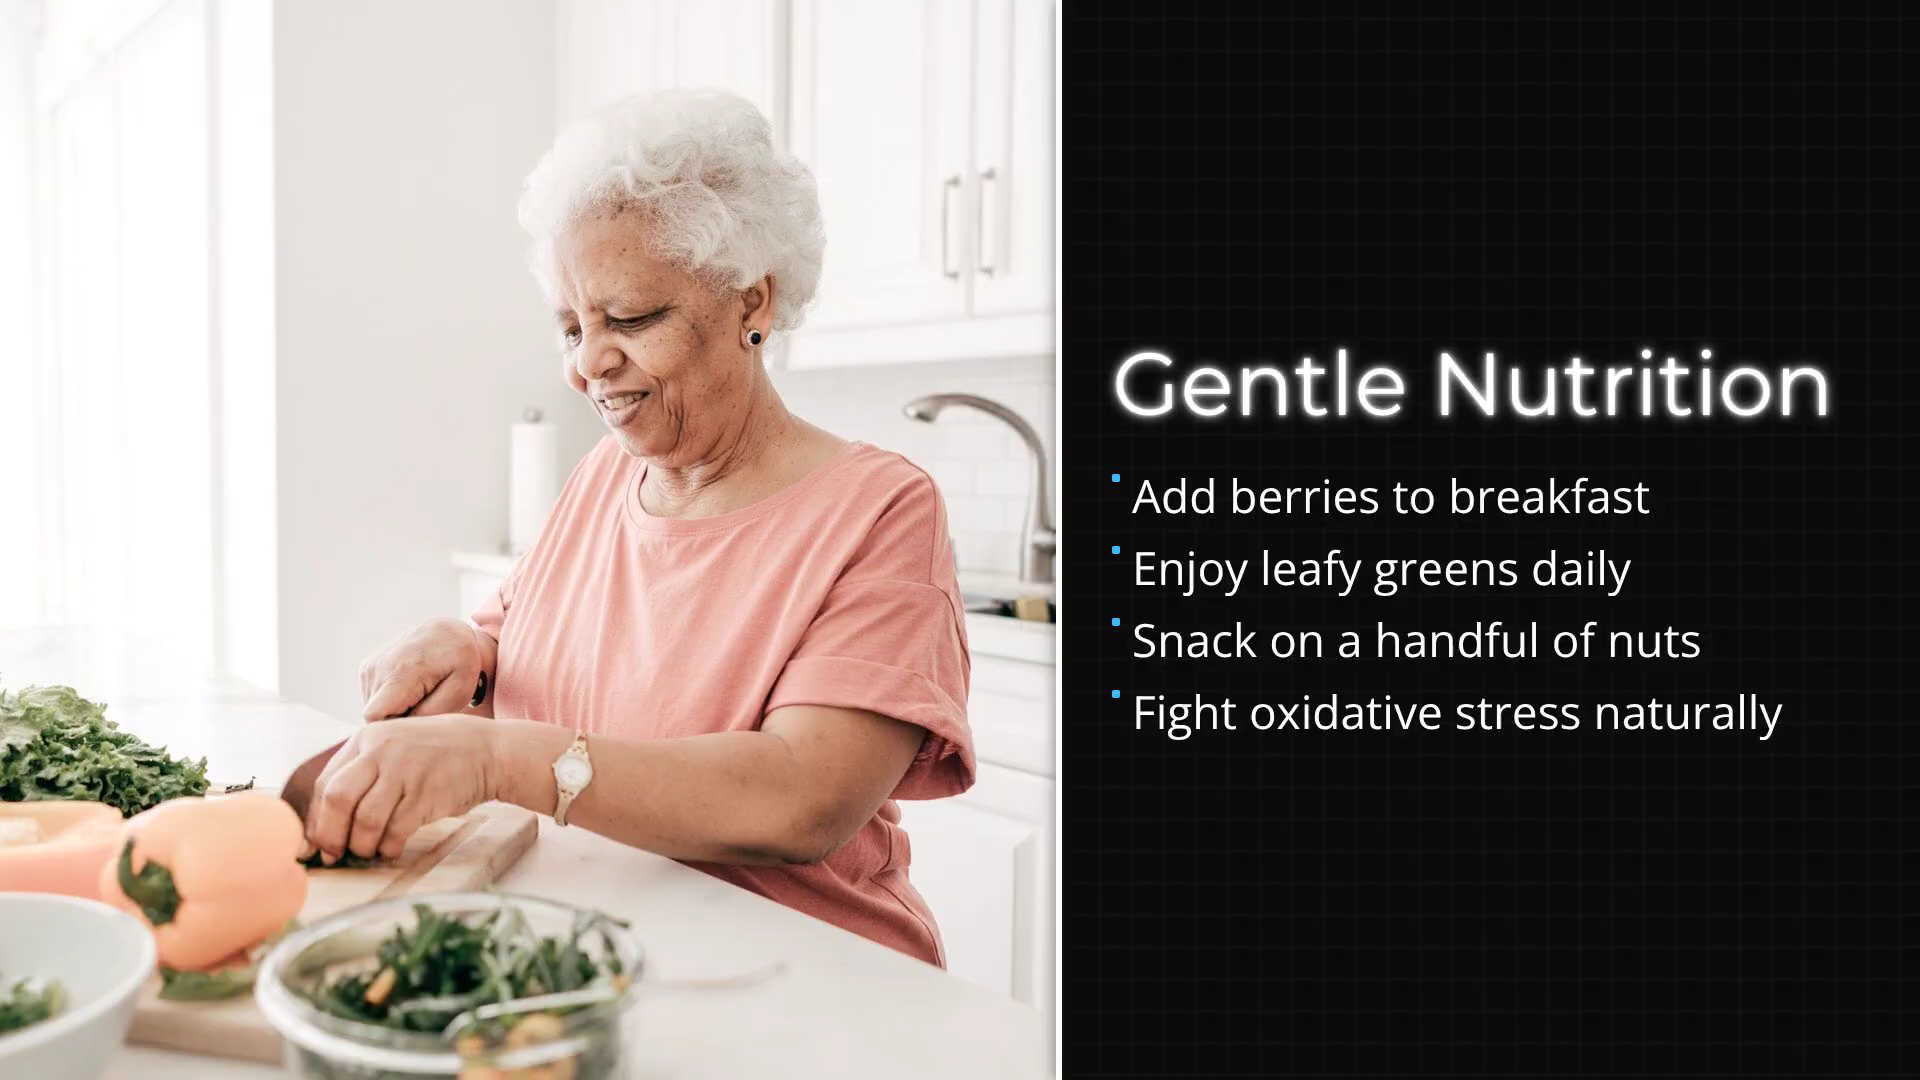 Gentle Nutrition
Add berries to breakfast
Enjoy leafy greens daily
Snack on a handful of nuts
Fight oxidative stress naturally